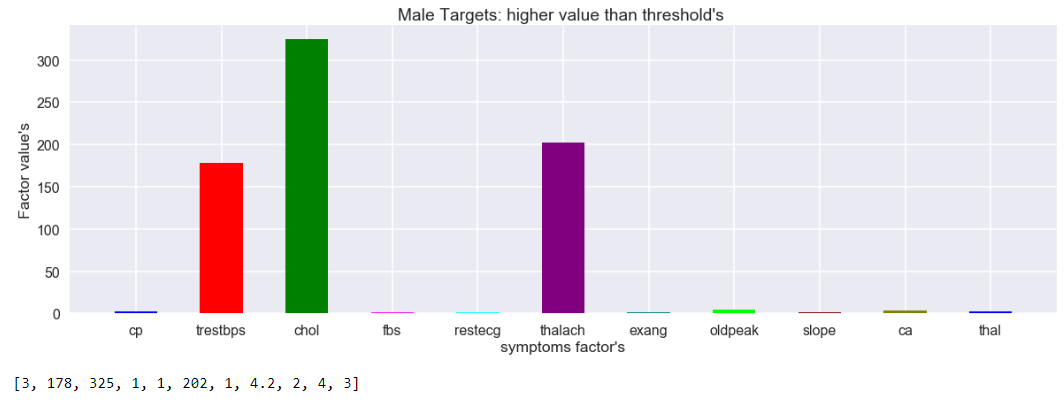 Male Targets: higher value than threshold's
Factor value's
300
250
200
150
100
50
0
cp trestbps chol fbs restecg thalach exang oldpeak slope ca thal
symptoms factor's
[3, 178, 325, 1, 1, 202, 1, 4.2, 2, 4, 3]